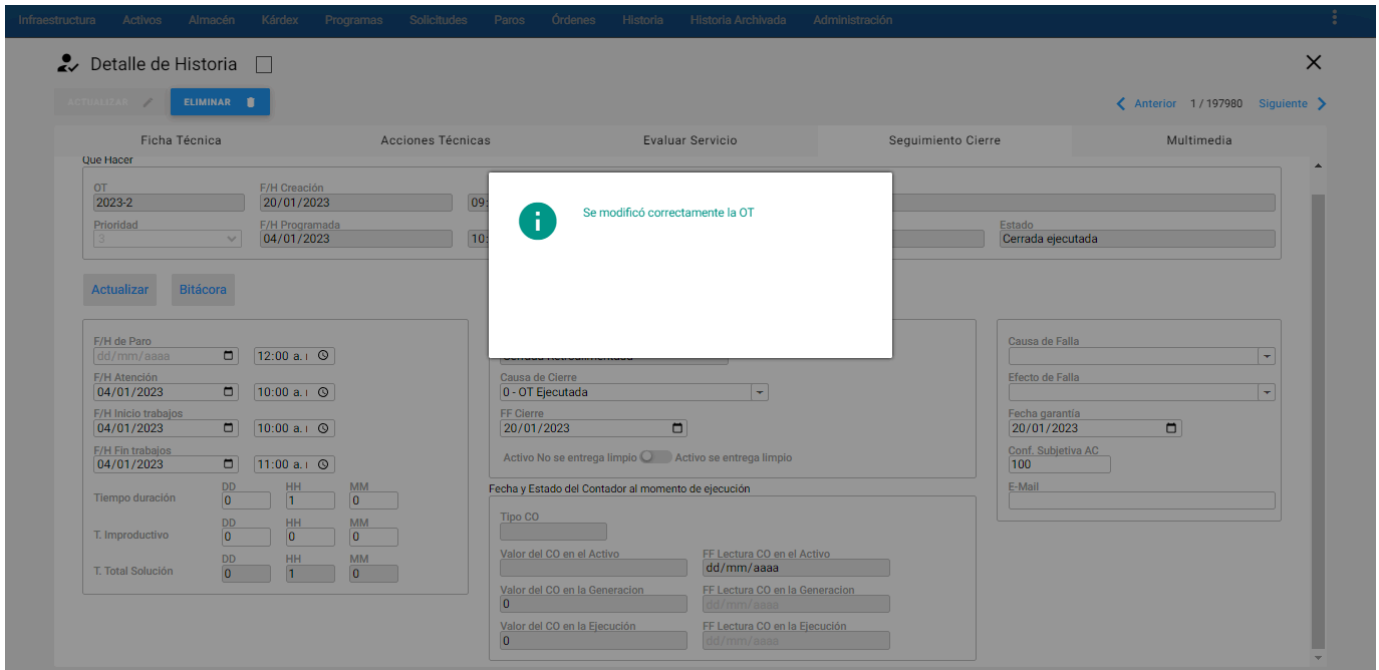 Infraestructura Activos Almacén Kárdex Programas Solicitudes Paros Órdenes Historia Historia Archivada Administración
Detalle de Historia
ACTUALIZAR ELIMINAR Anterior 1 / 197980 Siguiente
Ficha Técnica Acciones Técnicas Evaluar Servicio Seguimiento Cierre Multimedia
Que Hacer
OT F/H Creación
2023-2 20/01/2023 09:
Prioridad F/H Programada Estado
3 04/01/2023 10: Cerrada ejecutada
Se modificó correctamente la OT
Actualizar Bitácora
F/H de Paro
dd/mm/aaaa 12:00 a.
F/H Atención
04/01/2023 10:00 a.
F/H Inicio trabajos
04/01/2023 10:00 a.
F/H Fin trabajos
04/01/2023 11:00 a.
DD HH MM
Tiempo duración 0 1 0
DD HH MM
T. Improductivo 0 0 0
DD HH MM
T. Total Solución 0 1 0
Cerrada Retroalimentada
Causa de Cierre
0 - OT Ejecutada
FF Cierre
20/01/2023
Activo No se entrega limpio Activo se entrega limpio
Fecha y Estado del Contador al momento de ejecución
Tipo CO
Valor del CO en el Activo FF Lectura CO en el Activo
dd/mm/aaaa
Valor del CO en la Generacion FF Lectura CO en la Generacion
0 dd/mm/aaaa
Valor del CO en la Ejecución FF Lectura CO en la Ejecución
0 dd/mm/aaaa
Causa de Falla
Efecto de Falla
Fecha garantía
20/01/2023
Conf. Subjetiva AC
100
E-Mail